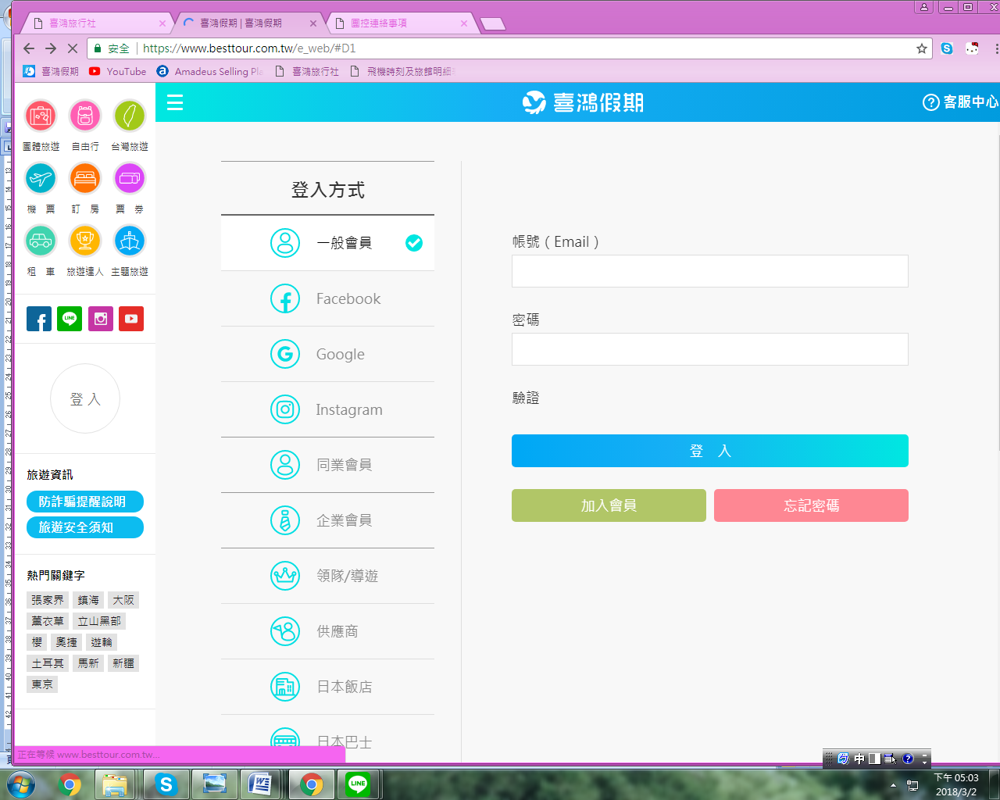 喜鴻旅行社
喜鴻假期 | 喜鴻假期
團控連絡事項
安全
https://www.besttour.com.tw/e_web/#D1
喜鴻假期
YouTube
Amadeus Selling Pla
喜鴻旅行社
飛機時刻及旅館明細
喜鴻假期
客服中心
團體旅遊
自由行
台灣旅遊
機 票
訂 房
票 券
租 車
旅遊達人
主題旅遊
LINE
登 入
旅遊資訊
防詐騙提醒說明
旅遊安全須知
熱門關鍵字
張家界 鎮海 大阪
薰衣草 立山黑部
櫻 奧捷 遊輪
土耳其 馬新 新疆
東京
登入方式
一般會員
Facebook
Google
Instagram
同業會員
企業會員
領隊/導遊
供應商
日本飯店
日本巴士
帳號 ( Email )
密碼
驗證
登 入
加入會員
忘記密碼
正在等候 www.besttour.com.tw...
中
LINE
下午 05:03
2018/3/2